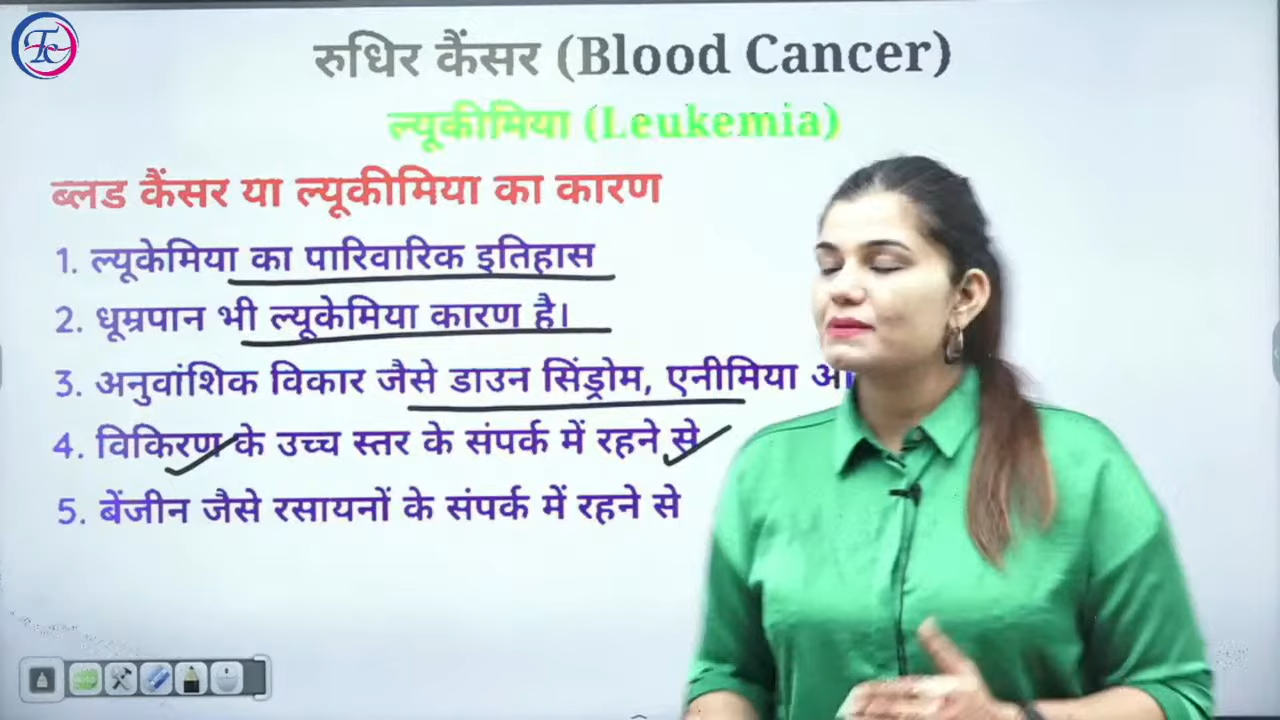 रुधिर कैंसर (Blood Cancer)
ल्यूकीमिया (Leukemia)
ब्लड कैंसर या ल्यूकीमिया का कारण
1. ल्यूकेमिया का पारिवारिक इतिहास
2. धूम्रपान भी ल्यूकेमिया कारण है।
3. अनुवांशिक विकार जैसे डाउन सिंड्रोम, एनीमिया
4. विकिरण के उच्च स्तर के संपर्क में रहने से
5. बेंजीन जैसे रसायनों के संपर्क में रहने से